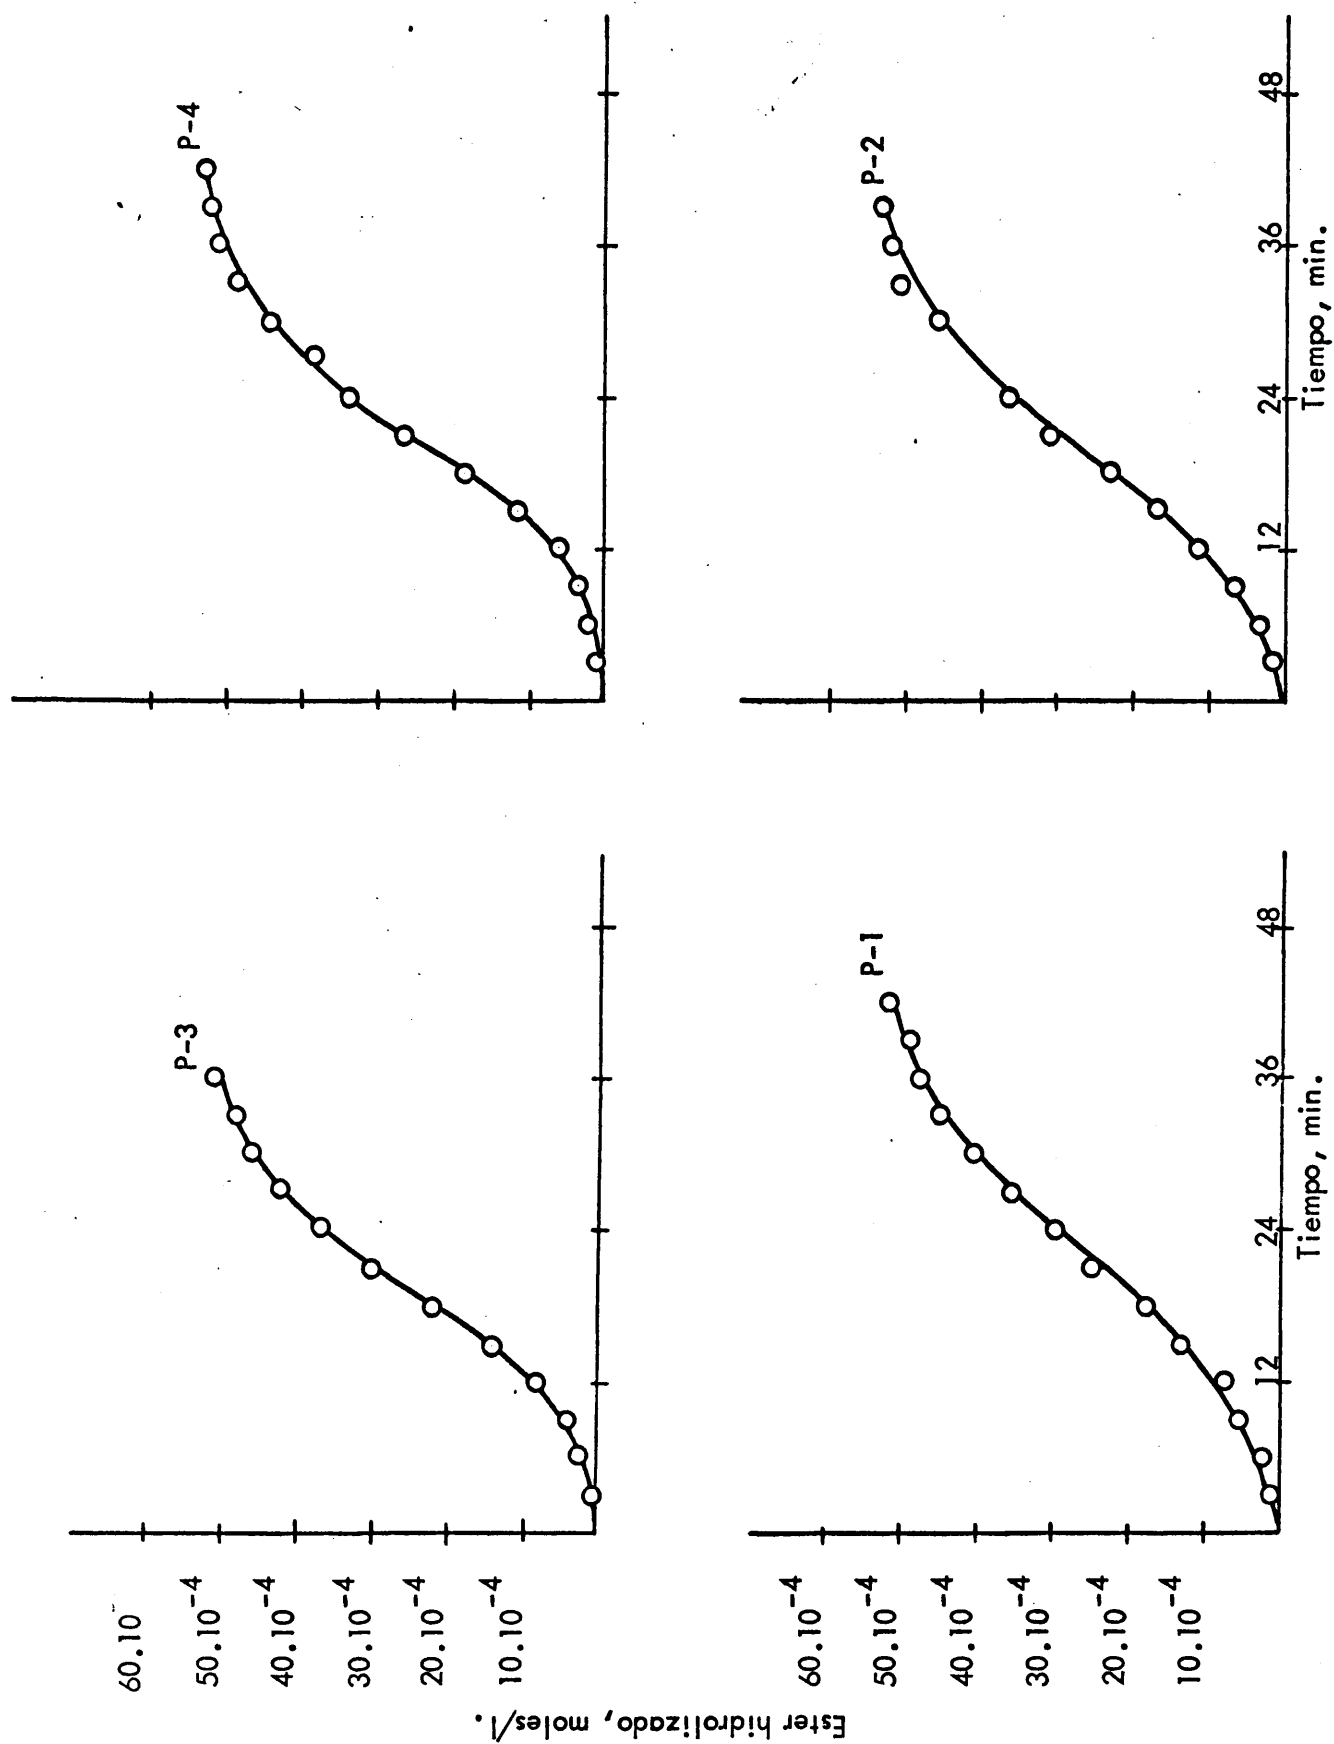 Ester hidrolizado, moles/l.
60.10⁻
50.10⁻⁴
40.10⁻⁴
30.10⁻⁴
20.10⁻⁴
10.10⁻⁴
P-3
P-4
60.10⁻⁴
50.10⁻⁴
40.10⁻⁴
30.10⁻⁴
20.10⁻⁴
10.10⁻⁴
P-1
12 24 36 48
Tiempo, min.
P-2
12 24 36 48
Tiempo, min.